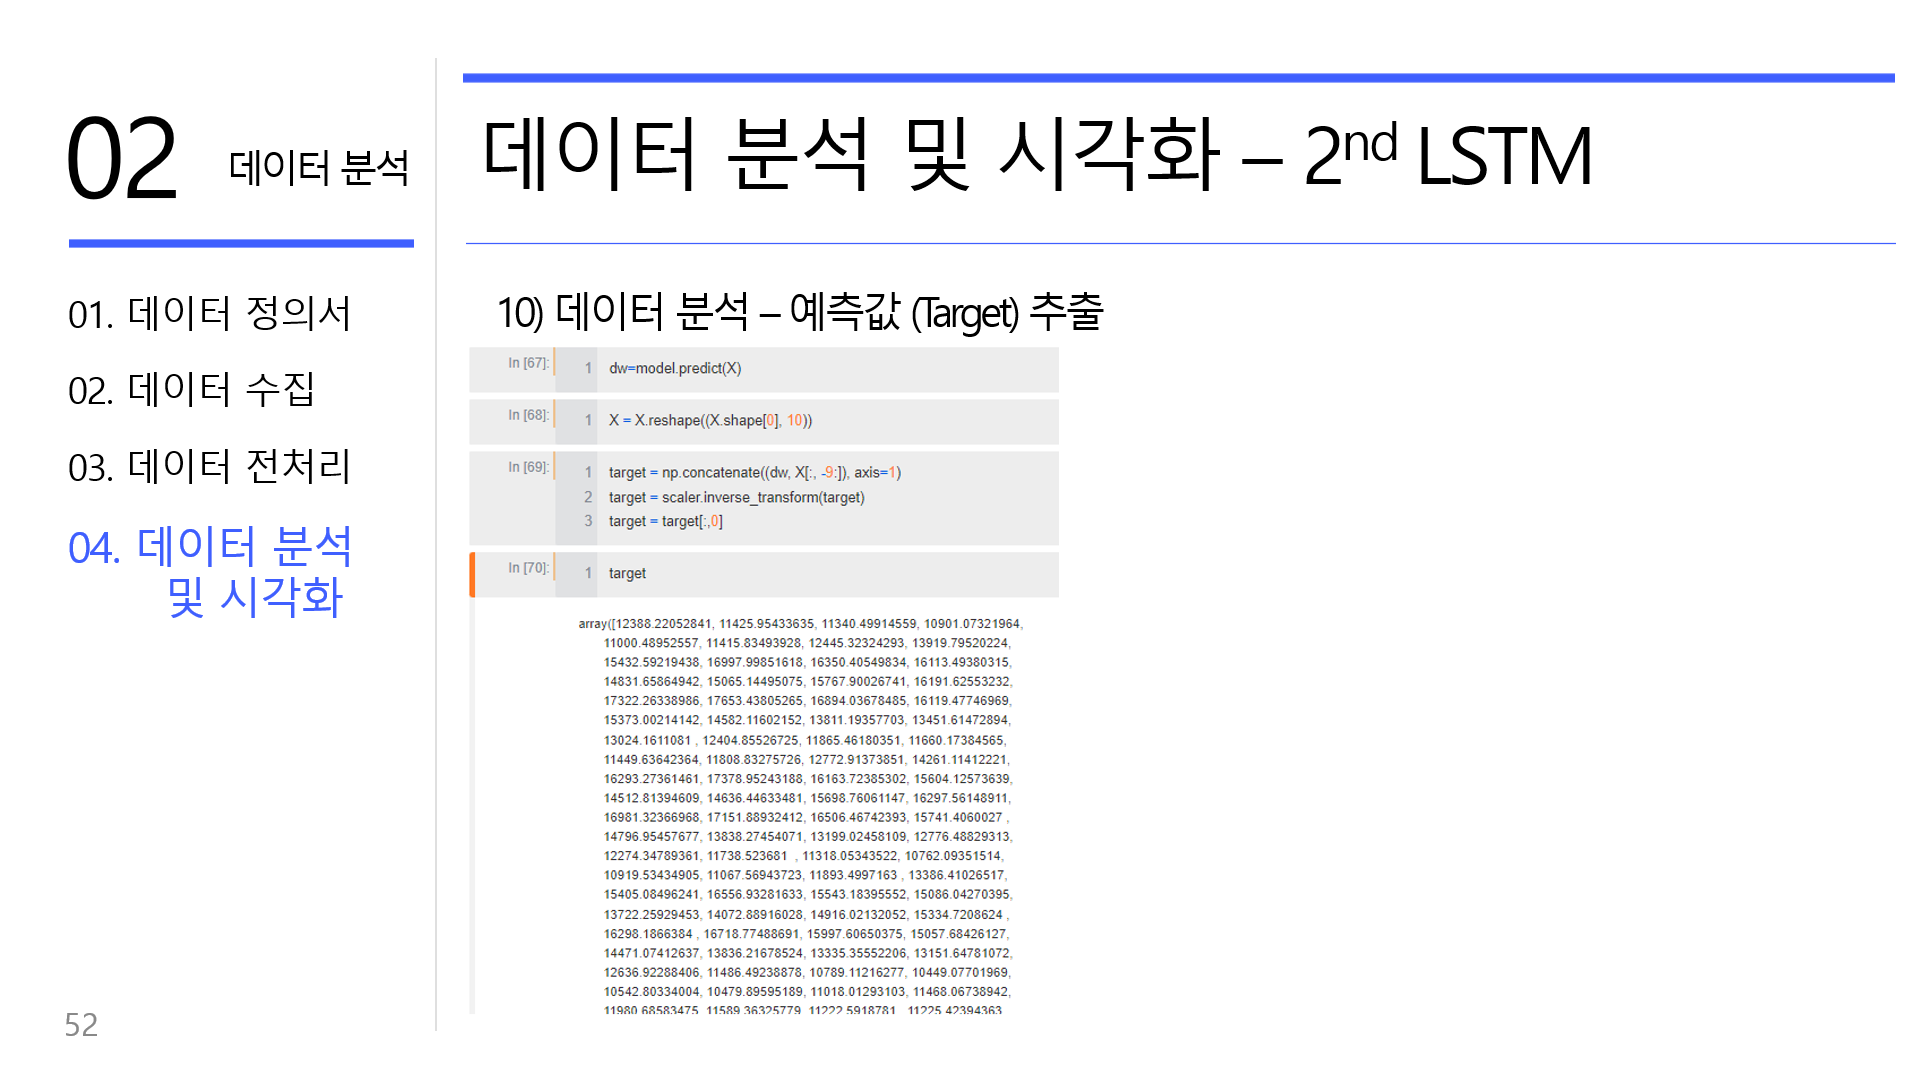 02 데이터 분석
01. 데이터 정의서
02. 데이터 수집
03. 데이터 전처리
04. 데이터 분석
및 시각화
52
데이터 분석 및 시각화 – 2nd LSTM
10) 데이터 분석 – 예측값 (Target) 추출
In [67]: 1 dw=model.predict(X)
In [68]: 1 X = X.reshape((X.shape[0], 10))
In [69]: 1 target = np.concatenate((dw, X[:, -9:]), axis=1)
2 target = scaler.inverse_transform(target)
3 target = target[:,0]
In [70]: 1 target
array([12388.22052841, 11425.95433635, 11340.49914559, 10901.07321964,
11000.48952557, 11415.83493928, 12445.32324293, 13919.79520224,
15432.59219438, 16997.99851618, 16350.40549834, 16113.49380315,
14831.65864942, 15065.14495075, 15767.90026741, 16191.62553232,
17322.26338986, 17653.43805265, 16894.03678485, 16119.47746969,
15373.00214142, 14582.11602152, 13811.19357703, 13451.61472894,
13024.1611081 , 12404.85526725, 11865.46180351, 11660.17384565,
11449.63642364, 11808.83275726, 12772.91373851, 14261.11412221,
16293.27361461, 17378.95243188, 16163.72385302, 15604.12573639,
14512.81394609, 14636.44633481, 15698.76061147, 16297.56148911,
16981.32366968, 17151.88932412, 16506.46742393, 15741.4060027 ,
14796.95457677, 13838.27454071, 13199.02458109, 12776.48829313,
12274.34789361, 11738.523681 , 11318.05343522, 10762.09351514,
10919.53434905, 11067.56943723, 11893.4997163 , 13386.41026517,
15405.08496241, 16556.93281633, 15543.18395552, 15086.04270395,
13722.25929453, 14072.88916028, 14916.02132052, 15334.7208624 ,
16298.1866384 , 16718.77488691, 15997.60650375, 15057.68426127,
14471.07412637, 13836.21678524, 13335.35552206, 13151.64781072,
12636.92288406, 11486.49238878, 10789.11216277, 10449.07701969,
10542.80334004, 10479.89595189, 11018.01293103, 11468.06738942,
11980.68583475, 11589.36325779, 11222.5918781 , 11225.42394363,